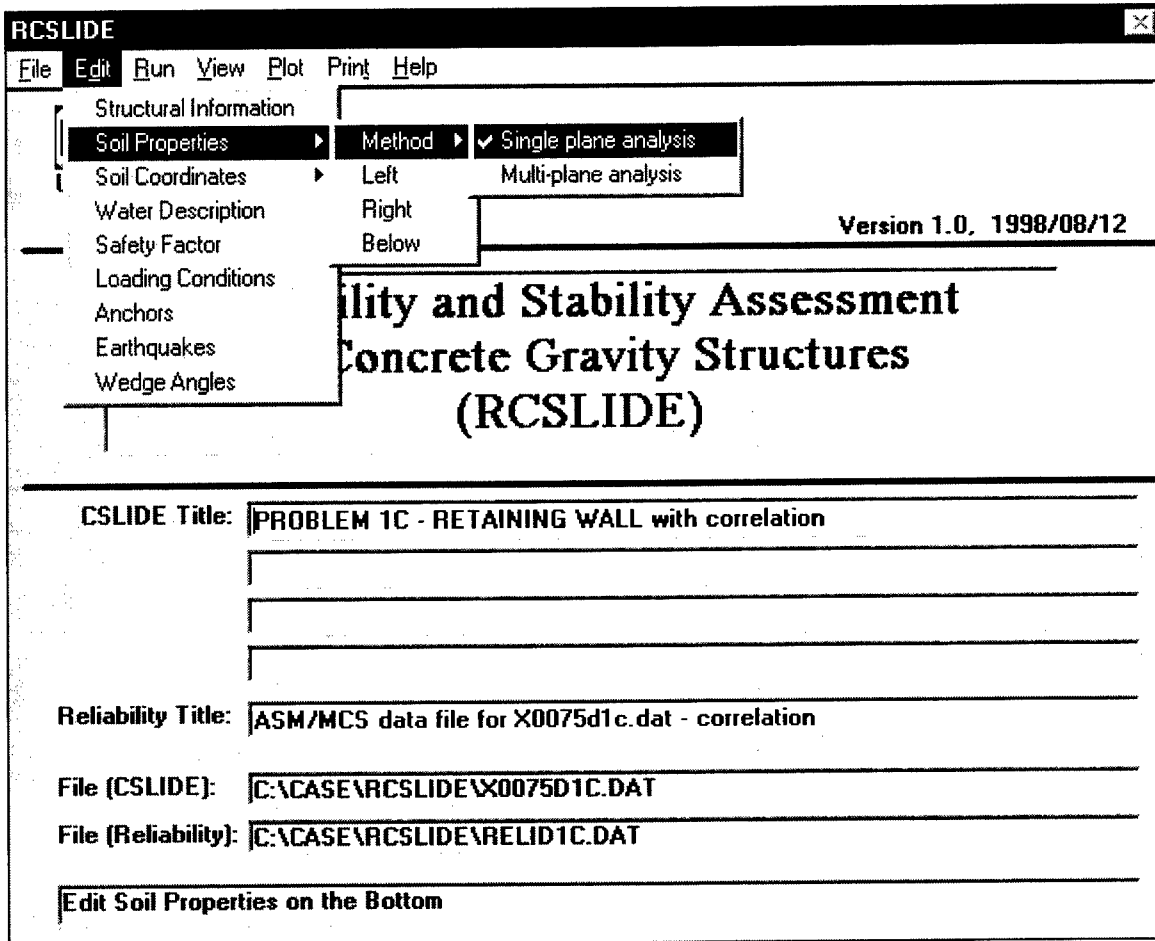 RCSLIDE
File Edit Run View Plot Print Help
Structural Information
Soil Properties
Soil Coordinates
Water Description
Safety Factor
Loading Conditions
Anchors
Earthquakes
Wedge Angles
Method
Left
Right
Below
✓ Single plane analysis
Multi-plane analysis
Version 1.0, 1998/08/12
ility and Stability Assessment
Concrete Gravity Structures
(RCSLIDE)
CSLIDE Title: PROBLEM 1C - RETAINING WALL with correlation
Reliability Title: ASM/MCS data file for X0075d1c.dat - correlation
File (CSLIDE): C:\CASE\RCSLIDE\X0075D1C.DAT
File (Reliability): C:\CASE\RCSLIDE\RELID1C.DAT
Edit Soil Properties on the Bottom